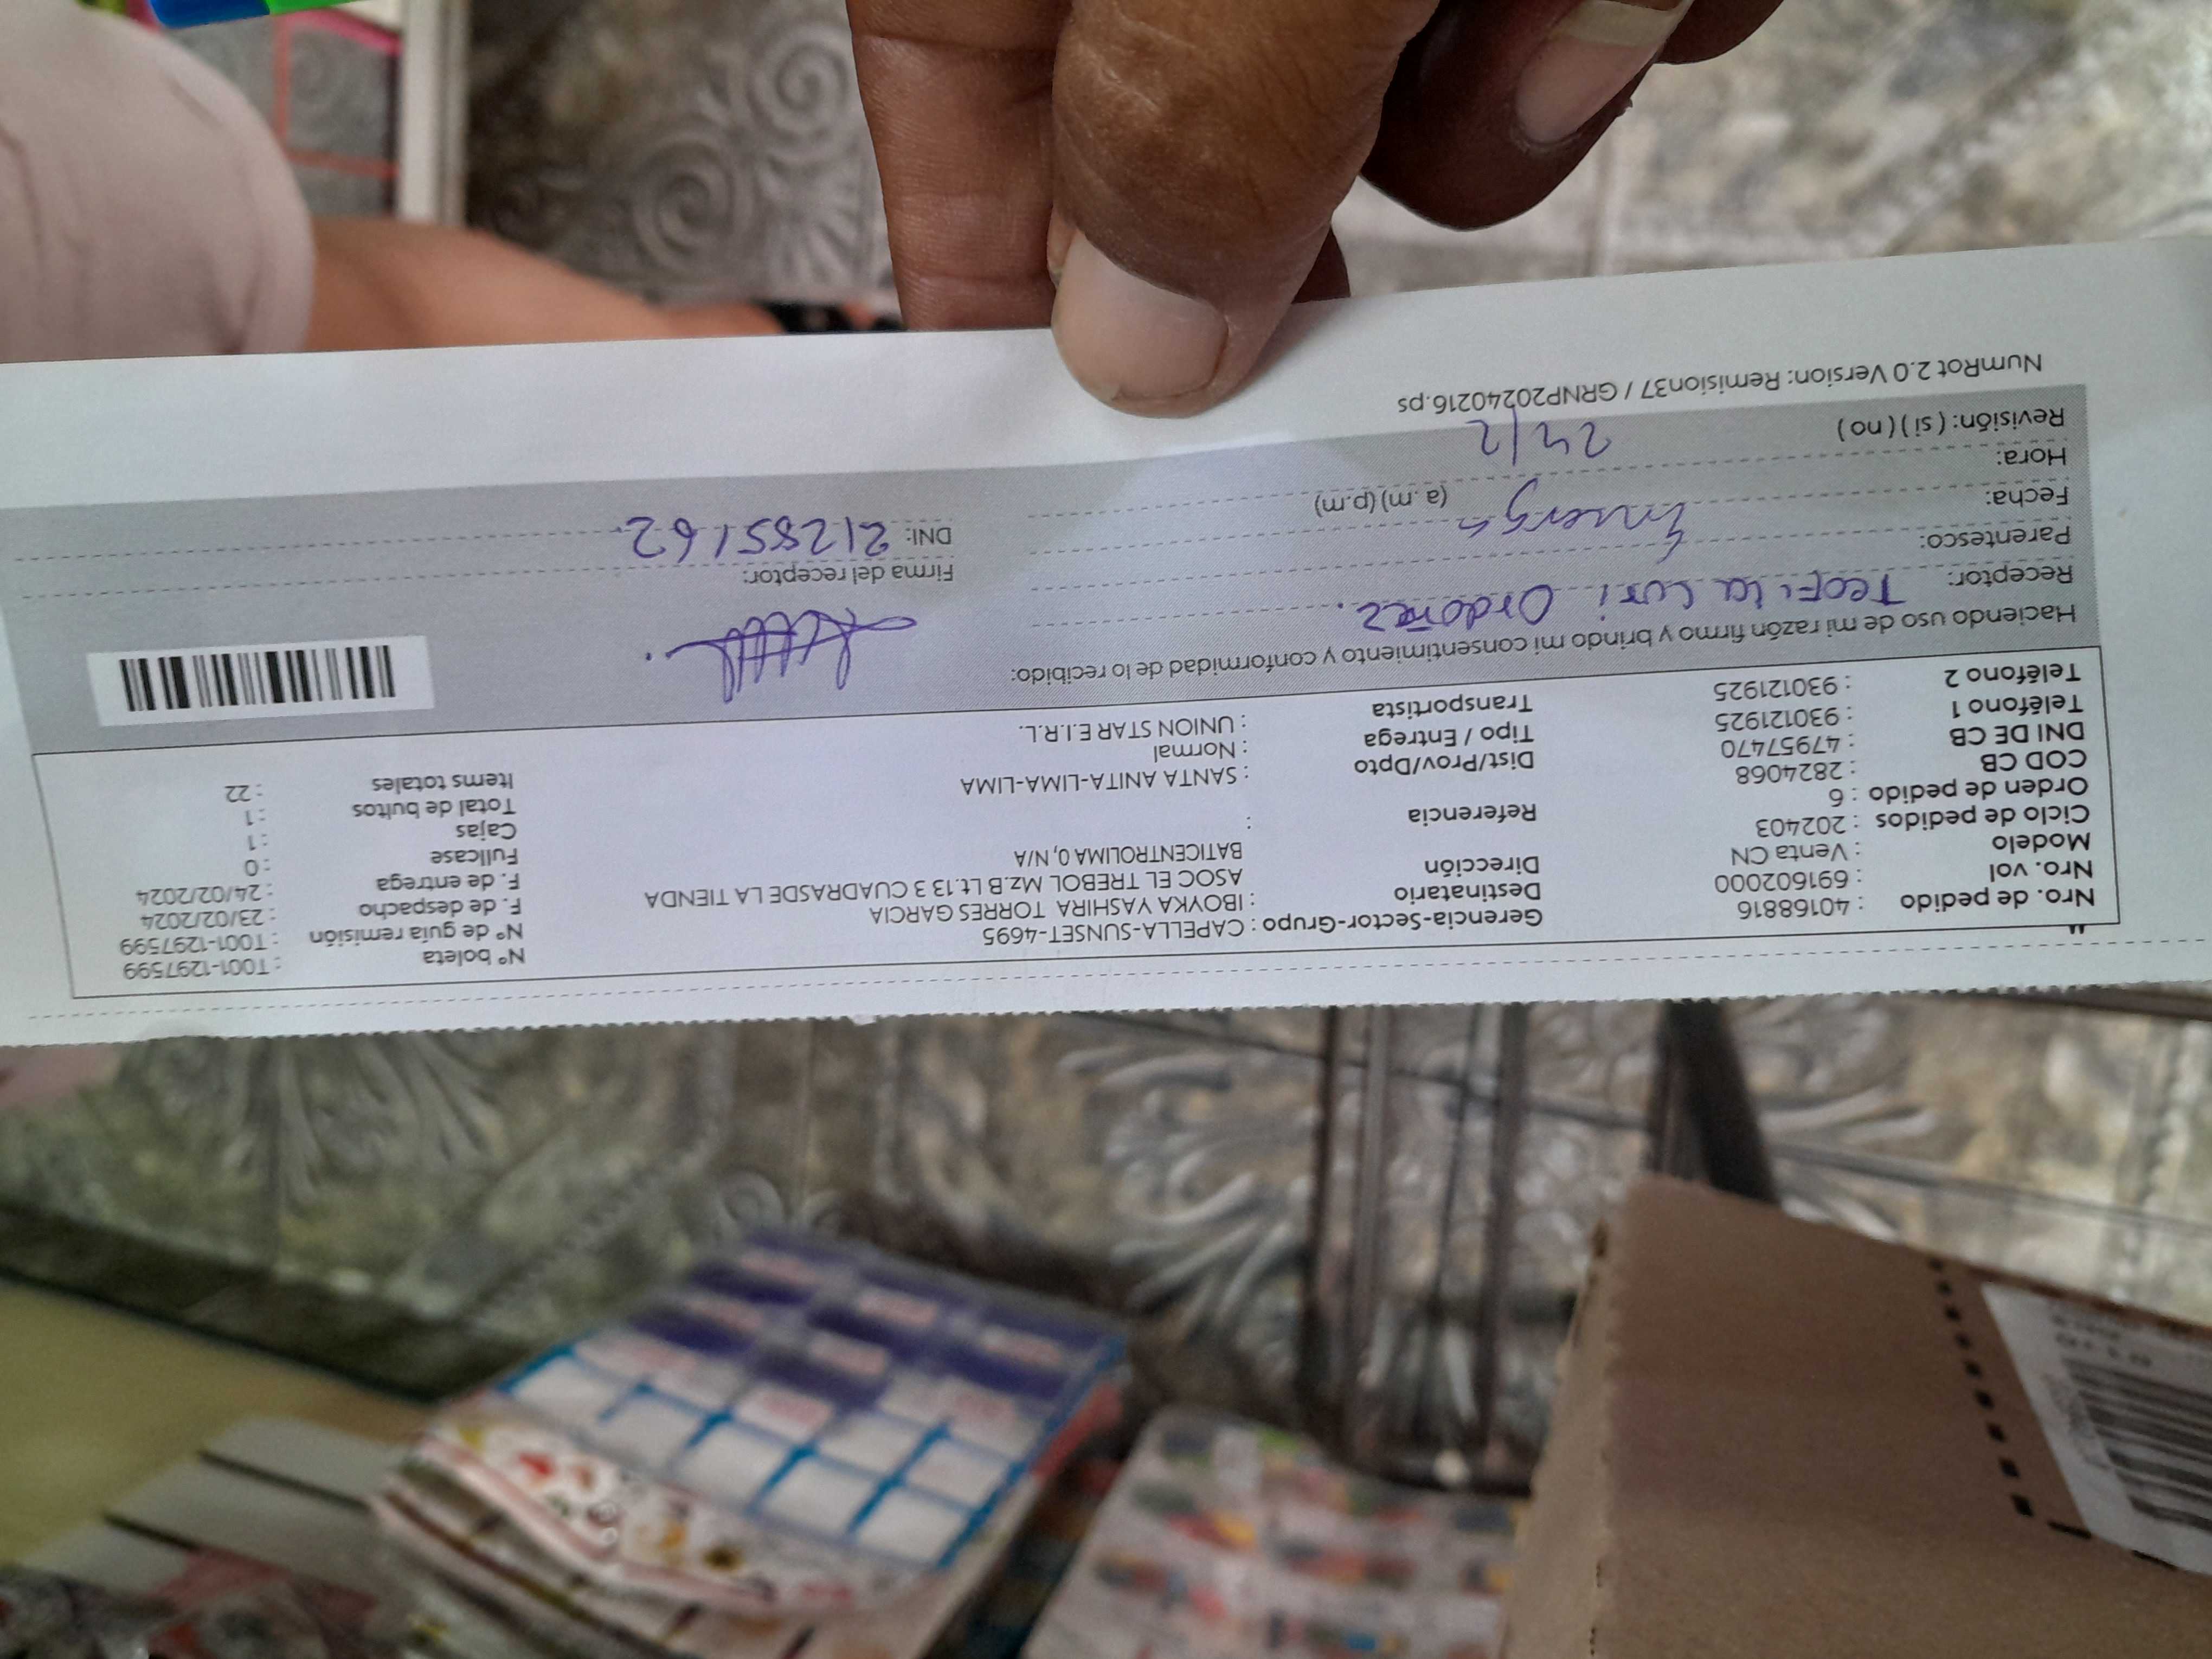 Nro. de pedido : 40168816
Nro. vol : 691602000
Modelo : Venta CN
Ciclo de pedidos : 202403
Orden de pedido : 6
COD CB : 2824068
DNI DE CB : 47957470
Teléfono 1 : 930121925
Teléfono 2 : 930121925
Gerencia-Sector-Grupo : CAPELLA-SUNSET-4695
Destinatario : IBOYKA YASHIRA TORRES GARCIA
Dirección ASOC EL TREBOL Mz.B Lt.13 3 CUADRASDE LA TIENDA
BATICENTROLIMA 0, N/A
Referencia :
Dist/Prov/Dpto : SANTA ANITA-LIMA-LIMA
Tipo / Entrega : Normal
Transportista : UNION STAR E.I.R.L.
N° boleta : T001-1297599
N° de guía remisión : T001-1297599
F. de despacho : 23/02/2024
F. de entrega : 24/02/2024
Fullcase : 0
Cajas : 1
Total de bultos : 1
Items totales : 22
Haciendo uso de mi razón firmo y brindo mi consentimiento y conformidad de lo recibido:
Receptor: Teofila Curi Ordoñez.
Parentesco:
Fecha:
Hora: (a. m) (p.m)
Revisión: ( si ) ( no ) 24/2
Firma del receptor:
DNI: 21285162
NumRot 2.0 Version: Remision37 / GRNP20240216.ps